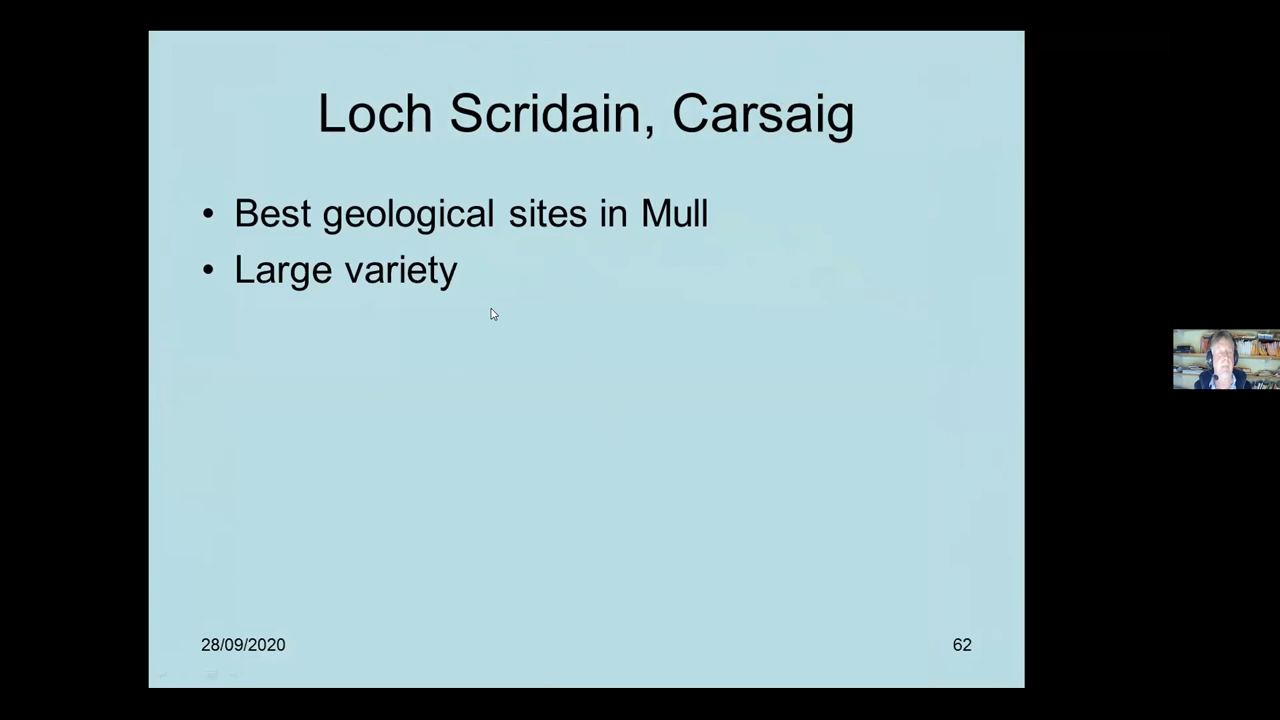 Loch Scridain, Carsaig
• Best geological sites in Mull
• Large variety
28/09/2020
62